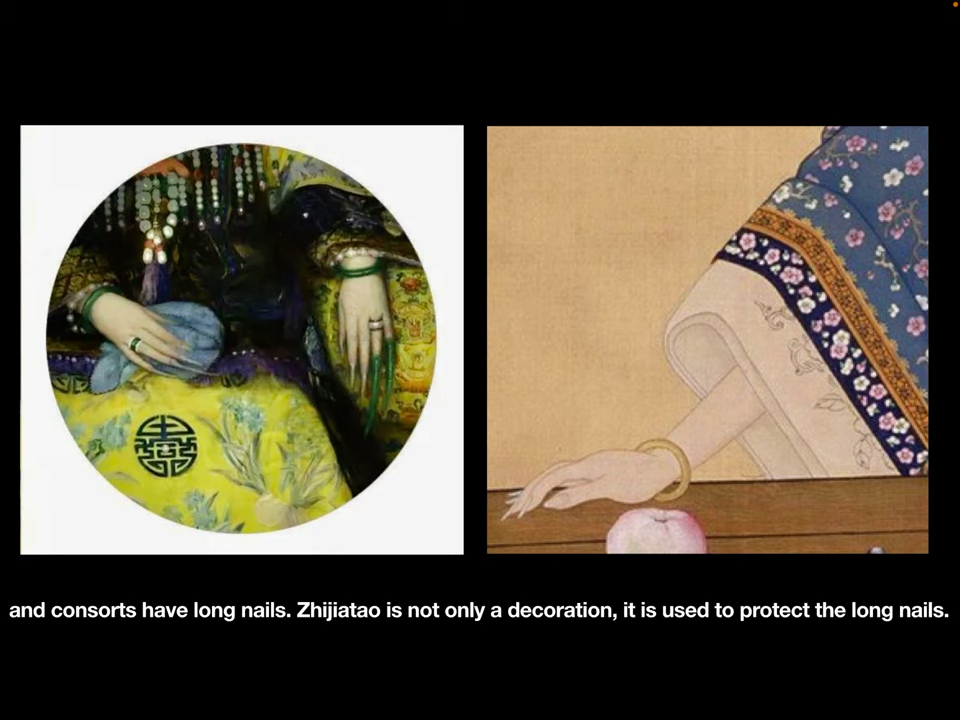 and consorts have long nails. Zhijiatao is not only a decoration, it is used to protect the long nails.